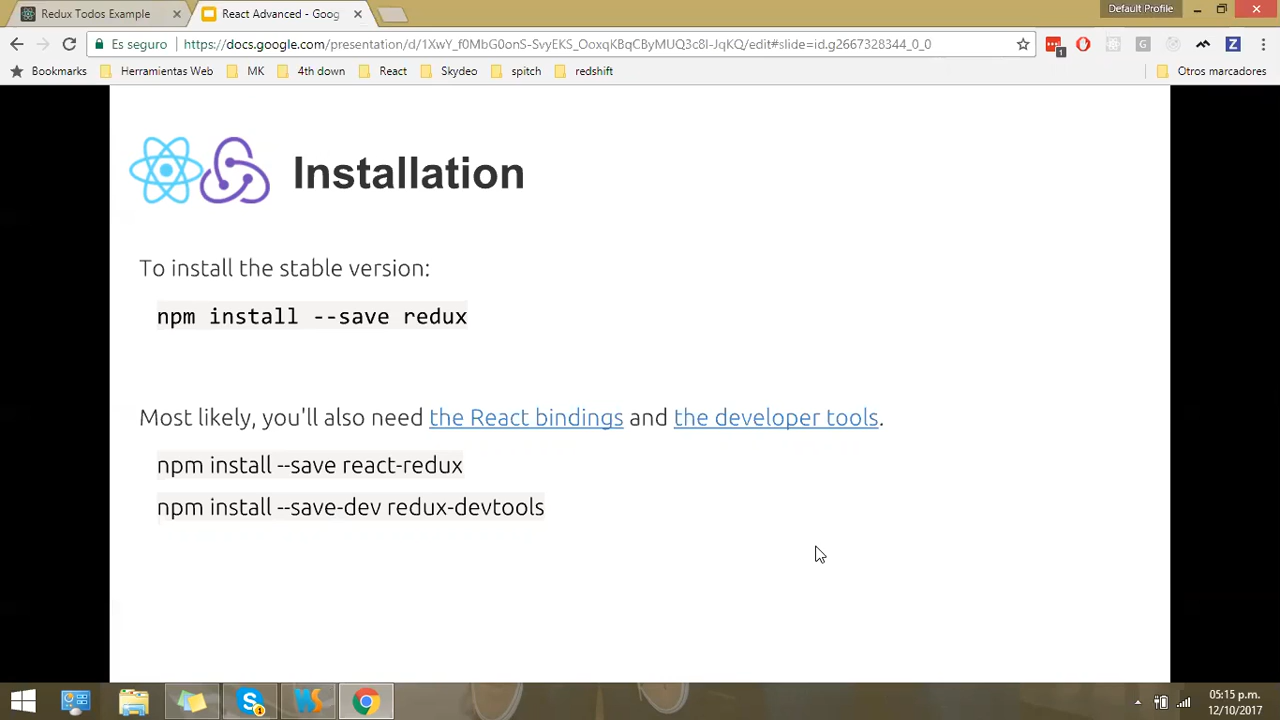 Redux Todos Example
React Advanced - Goog
Default Profile
Es seguro
https://docs.google.com/presentation/d/1XwY_f0MbG0orS-SvyEKS_OoxqKBqCByMUQ3c8l-JqKQ/edit#slide=id.g2667328344_0_0
1
G
Z
Bookmarks
Herramientas Web
MK
4th down
React
Skydeo
spitch
redshift
Otros marcadores
Installation
To install the stable version:
npm install --save redux
Most likely, you'll also need the React bindings and the developer tools.
npm install --save react-redux
npm install --save-dev redux-devtools
05:15 p.m.
12/10/2017